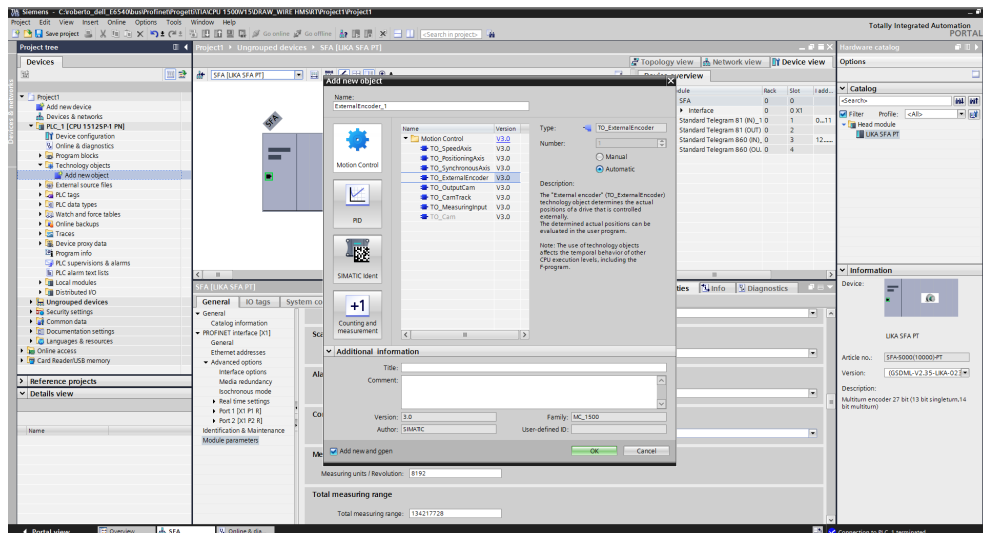 Siemens - C:\roberto_dell_E6540\bus\Profinet\Progetti\TIA\CPU 1500\V15\DRAW_WIRE HMS\RT\Project1\Project1
Project Edit View Insert Online Options Tools Window Help
Save project
Go online
Go offline
<Search in project>
Totally Integrated Automation
PORTAL
Project tree
Devices
Project1
Add new device
Devices & networks
PLC_1 [CPU 1512SP-1 PN]
Device configuration
Online & diagnostics
Program blocks
Technology objects
Add new object
External source files
PLC tags
PLC data types
Watch and force tables
Online backups
Traces
Device proxy data
Program info
PLC supervisions & alarms
PLC alarm text lists
Local modules
Distributed I/O
Ungrouped devices
Security settings
Common data
Documentation settings
Languages & resources
Online access
Card Reader/USB memory
Reference projects
Details view
Name
Devices & networks
Project1 Ungrouped devices SFA [LIKA SFA PT]
Topology view
Network view
Device view
SFA [LIKA SFA PT]
SFA
Device overview
Rack Slot I add...
SFA 0 0
Interface 0 0 X1
Standard Telegram 81 (IN)_1 0 1 0...11
Standard Telegram 81 (OUT) 0 2
Standard Telegram 860 (IN)_ 0 3
Standard Telegram 860 (OU. 0 4
Add new object
Name:
ExternalEncoder_1
Motion Control
PID
SIMATIC Ident
+1
Counting and
measurement
Name Version
Motion Control V3.0
TO_SpeedAxis V3.0
TO_PositioningAxis V3.0
TO_SynchronousAxis V3.0
TO_ExternalEncoder V3.0
TO_OutputCam V3.0
TO_CamTrack V3.0
TO_MeasuringInput V3.0
TO_Cam V3.0
Type: TO_ExternalEncoder
Number: 1
Manual
Automatic
Description:
The "External encoder" (TO_ExternalEncoder)
technology object determines the actual
positions of a drive that is controlled
externally.
The determined actual positions can be
evaluated in the user program.
Note: The use of technology objects
affects the temporal behavior of other
CPU execution levels, including the
F-program.
Additional information
Title:
Comment:
Version: 3.0
Family: MC_1500
Author: SIMATIC
User-defined ID:
Add new and open
OK
Cancel
SFA [LIKA SFA PT]
Info
Diagnostics
General
IO tags
General
Catalog information
PROFINET interface [X1]
General
Ethernet addresses
Advanced options
Interface options
Media redundancy
Isochronous mode
Real time settings
Port 1 [X1 P1 R]
Port 2 [X1 P2 R]
Identification & Maintenance
Module parameters
Measuring units / Revolution: 8192
Total measuring range
Total measuring range: 134217728
Hardware catalog
Options
Catalog
<Search>
Filter
Profile: <All>
Head module
LIKA SFA PT
Information
Device:
LIKA SFA PT
Article no.: SFA-5000(10000)-PT
Version: (GSDML-V2.35-LIKA-02
Description:
Multiturn encoder 27 bit (13 bit singleturn,14
bit multiturn)
Portal view
Overview
SFA
Online & dia...
Connection to PLC_1 terminated.